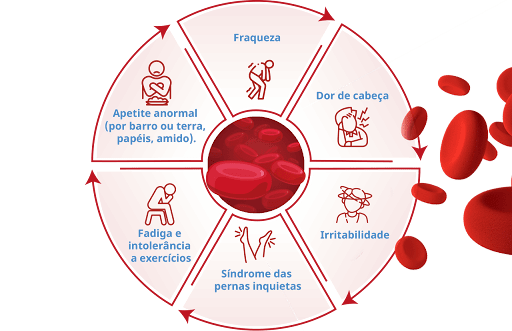 Fraqueza
Dor de cabeça
Irritabilidade
Síndrome das
pernas inquietas
Fadiga e
intolerância
a exercícios
Apetite anormal
(por barro ou terra,
papéis, amido).